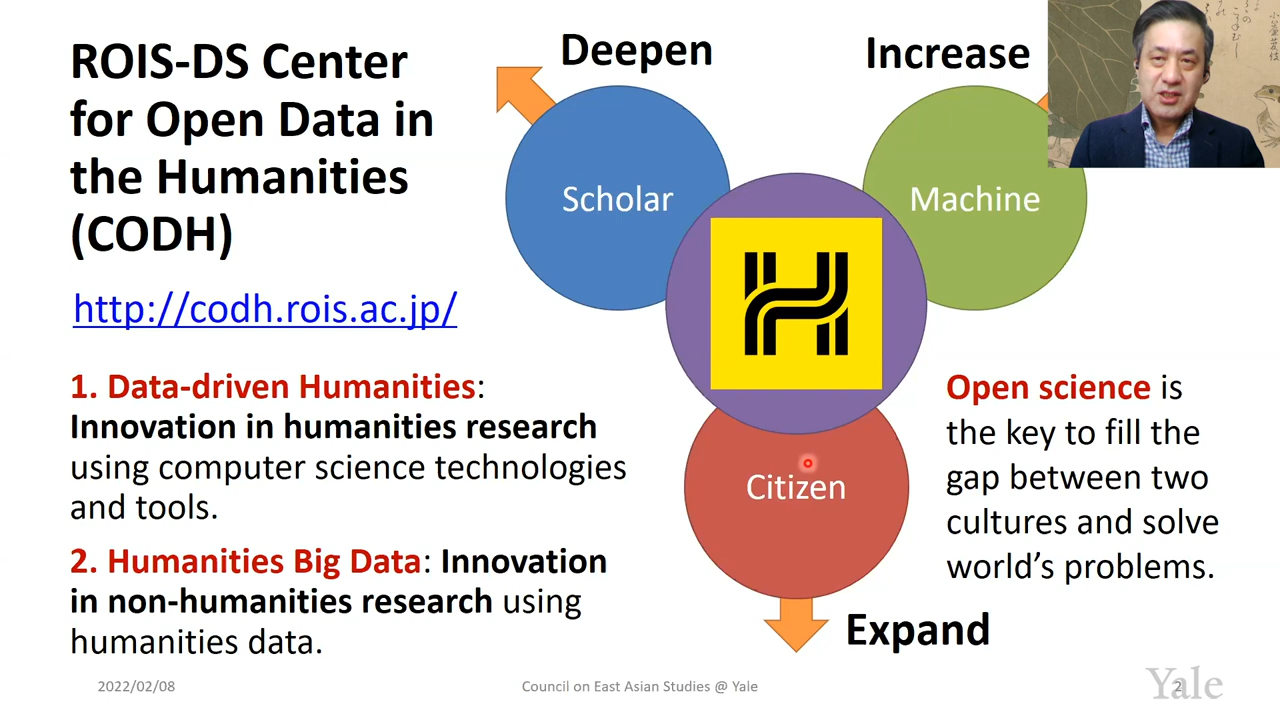 ROIS-DS Center
for Open Data in
the Humanities
(CODH)
http://codh.rois.ac.jp/
1. Data-driven Humanities:
Innovation in humanities research
using computer science technologies
and tools.
2. Humanities Big Data: Innovation
in non-humanities research using
humanities data.
Deepen
Increase
Scholar
Machine
H
Citizen
Expand
Open science is
the key to fill the
gap between two
cultures and solve
world's problems.
2022/02/08
Council on East Asian Studies @ Yale
Yale
2